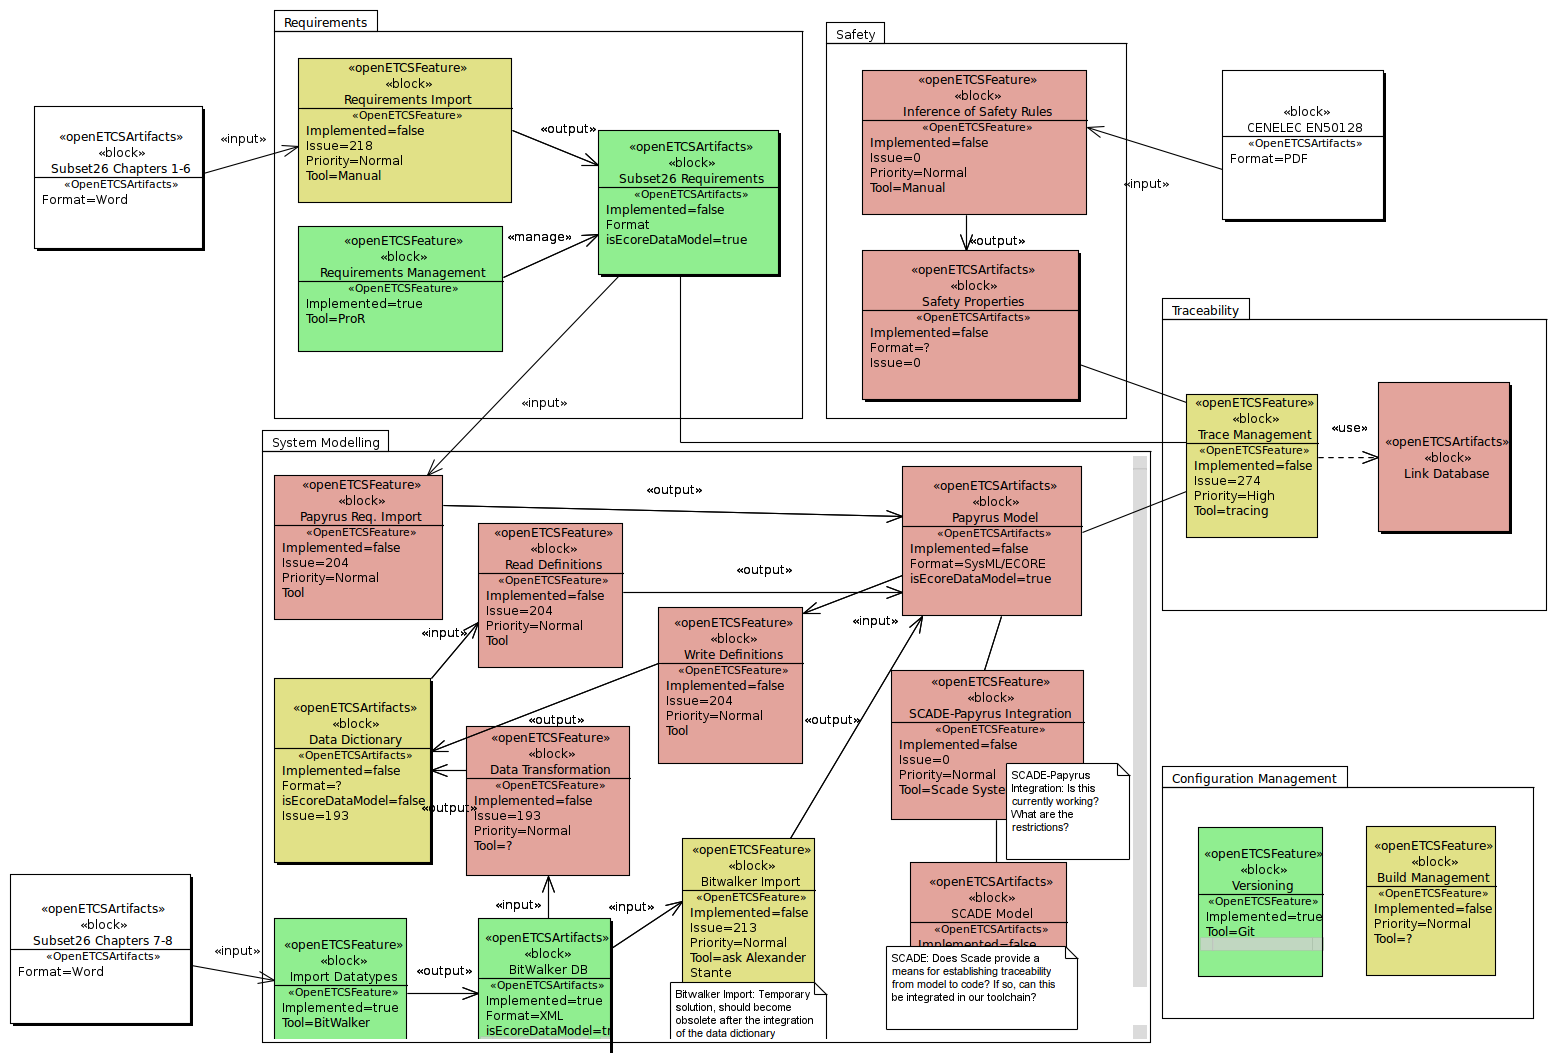 Requirements
«openETCSFeature»
«block»
Requirements Import
«OpenETCSFeature»
Implemented=false
Issue=218
Priority=Normal
Tool=Manual
«openETCSArtifacts»
«block»
Subset26 Chapters 1-6
«OpenETCSArtifacts»
Format=Word
«input»
«output»
«openETCSArtifacts»
«block»
Subset26 Requirements
«OpenETCSArtifacts»
Implemented=false
Format
isEcoreDataModel=true
«openETCSFeature»
«block»
Requirements Management
«OpenETCSFeature»
Implemented=true
Tool=ProR
«manage»
«input»
Safety
«openETCSFeature»
«block»
Inference of Safety Rules
«OpenETCSFeature»
Implemented=false
Issue=0
Priority=Normal
Tool=Manual
«block»
CENELEC EN50128
«OpenETCSArtifacts»
Format=PDF
«input»
«output»
«openETCSArtifacts»
«block»
Safety Properties
«OpenETCSArtifacts»
Implemented=false
Format=?
Issue=0
Traceability
«openETCSFeature»
«block»
Trace Management
«OpenETCSFeature»
Implemented=false
Issue=274
Priority=High
Tool=tracing
«use»
«openETCSArtifacts»
«block»
Link Database
System Modelling
«openETCSFeature»
«block»
Papyrus Req. Import
«OpenETCSFeature»
Implemented=false
Issue=204
Priority=Normal
Tool
«output»
«openETCSArtifacts»
«block»
Papyrus Model
«OpenETCSArtifacts»
Implemented=false
Format=SysML/ECORE
isEcoreDataModel=true
«openETCSFeature»
«block»
Read Definitions
«OpenETCSFeature»
Implemented=false
Issue=204
Priority=Normal
Tool
«output»
«input»
«openETCSFeature»
«block»
Write Definitions
«OpenETCSFeature»
Implemented=false
Issue=204
Priority=Normal
Tool
«input»
«output»
«output»
«openETCSArtifacts»
«block»
Data Dictionary
«OpenETCSArtifacts»
Implemented=false
Format=?
isEcoreDataModel=false
Issue=193
«output»
«openETCSFeature»
«block»
Data Transformation
«OpenETCSFeature»
Implemented=false
Issue=193
Priority=Normal
Tool=?
«openETCSFeature»
«block»
SCADE-Papyrus Integration
«OpenETCSFeature»
Implemented=false
Issue=0
Priority=Normal
Tool=Scade Syste
SCADE-Papyrus
Integration: Is this
currently working?
What are the
restrictions?
«openETCSArtifacts»
«block»
SCADE Model
«OpenETCSArtifacts»
Implemented=false
SCADE: Does Scade provide a
means for establishing traceability
from model to code? If so, can this
be integrated in our toolchain?
«openETCSFeature»
«block»
Bitwalker Import
«OpenETCSFeature»
Implemented=false
Issue=213
Priority=Normal
Tool=ask Alexander
Stante
Bitwalker Import: Temporary
solution, should become
obsolete after the integration
of the data dictionary
«input»
«input»
«openETCSArtifacts»
«block»
BitWalker DB
«OpenETCSArtifacts»
Implemented=true
Format=XML
isEcoreDataModel=tr
«output»
«openETCSFeature»
«block»
Import Datatypes
«OpenETCSFeature»
Implemented=true
Tool=BitWalker
«input»
«openETCSArtifacts»
«block»
Subset26 Chapters 7-8
«OpenETCSArtifacts»
Format=Word
Configuration Management
«openETCSFeature»
«block»
Versioning
«OpenETCSFeature»
Implemented=true
Tool=Git
«openETCSFeature»
«block»
Build Management
«OpenETCSFeature»
Implemented=false
Priority=Normal
Tool=?